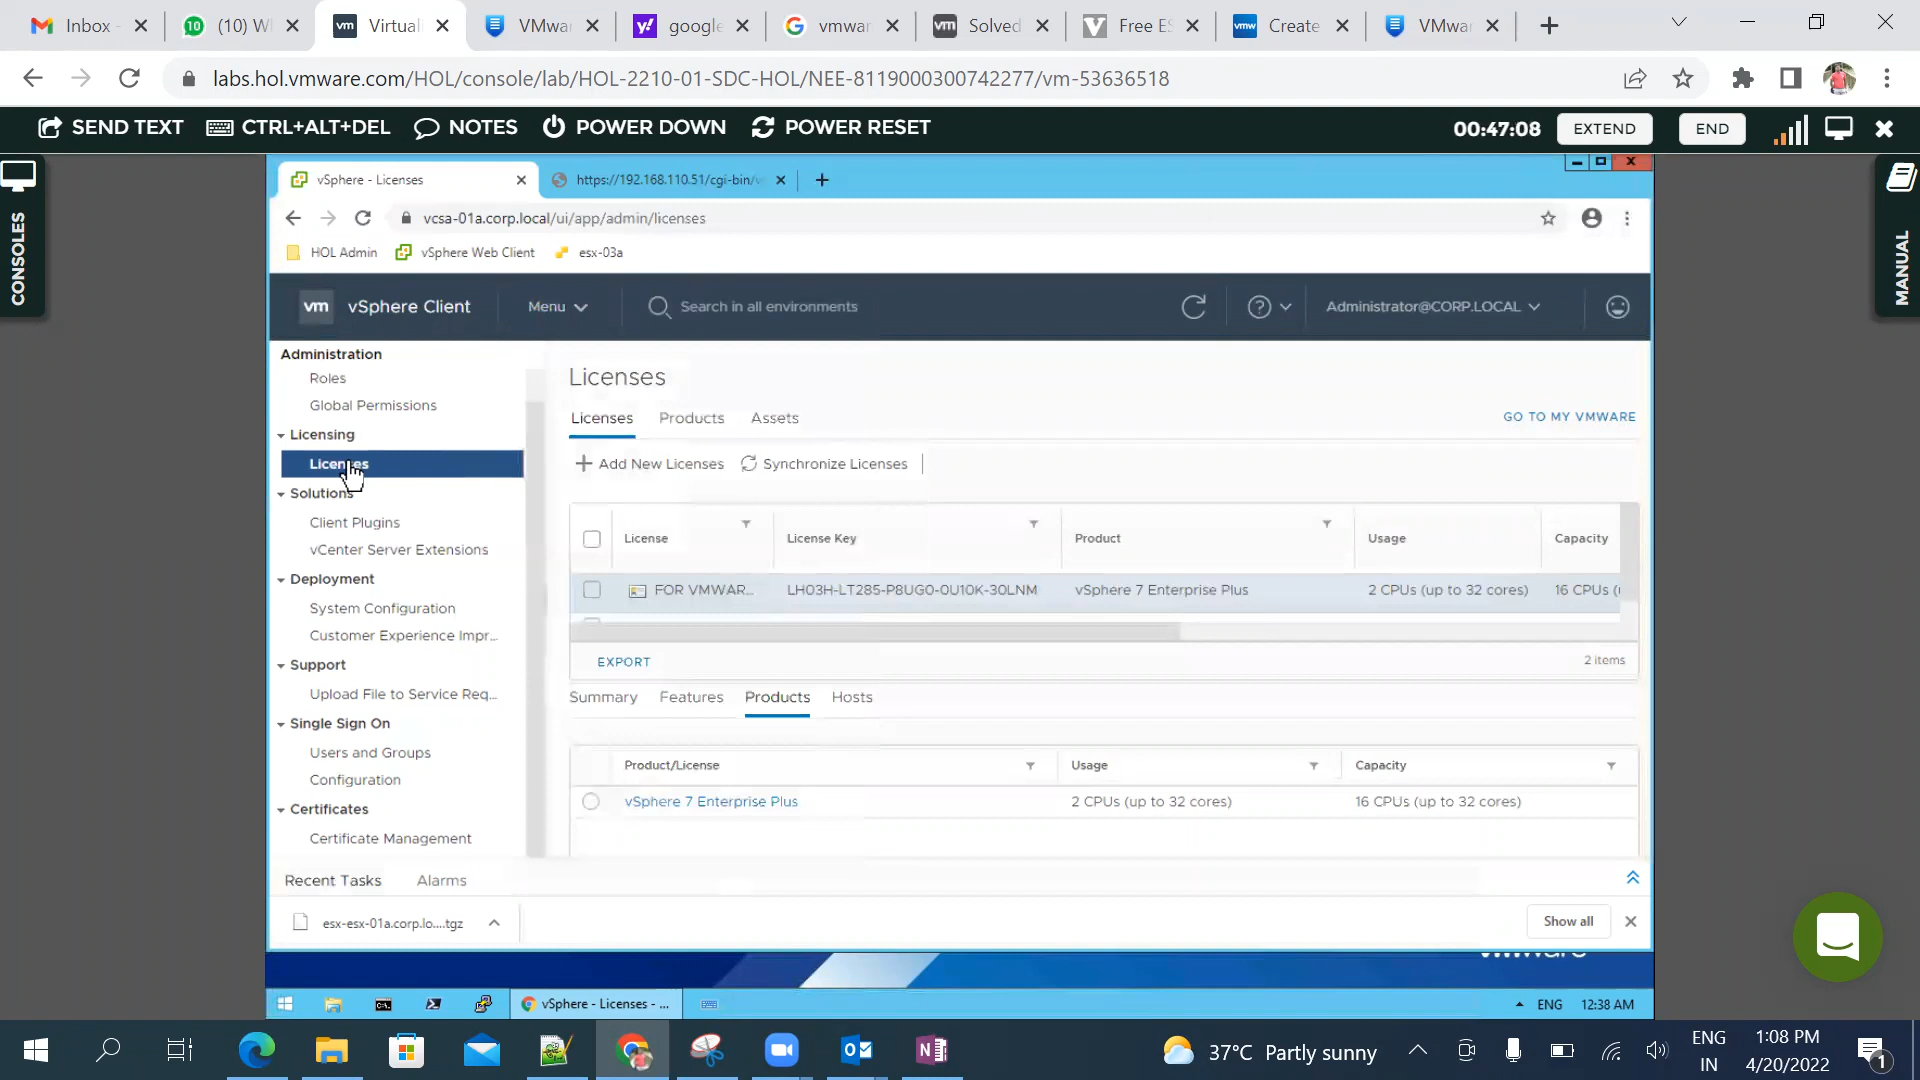 Inbox - (10) W Virtuali VMwar google vmwar Solved Free ES Create VMwar
labs.hol.vmware.com/HOL/console/lab/HOL-2210-01-SDC-HOL/NEE-8119000300742277/vm-53636518
SEND TEXT CTRL+ALT+DEL NOTES POWER DOWN POWER RESET 00:47:08 EXTEND END
CONSOLES
MANUAL
vSphere - Licenses https://192.168.110.51/cgi-bin/
vcsa-01a.corp.local/ui/app/admin/licenses
HOL Admin vSphere Web Client esx-03a
vm vSphere Client Menu Search in all environments Administrator@CORP.LOCAL
Administration
Roles
Global Permissions
Licensing
Licenses
Solutions
Client Plugins
vCenter Server Extensions
Deployment
System Configuration
Customer Experience Impr...
Support
Upload File to Service Req...
Single Sign On
Users and Groups
Configuration
Certificates
Certificate Management
Licenses
Licenses Products Assets GO TO MY VMWARE
Add New Licenses Synchronize Licenses
License License Key Product Usage Capacity
FOR VMWAR... LH03H-LT285-P8UG0-0U10K-30LNM vSphere 7 Enterprise Plus 2 CPUs (up to 32 cores) 16 CPUs (
EXPORT 2 items
Summary Features Products Hosts
Product/License Usage Capacity
vSphere 7 Enterprise Plus 2 CPUs (up to 32 cores) 16 CPUs (up to 32 cores)
Recent Tasks Alarms
esx-esx-01a.corp.lo....tgz Show all
vmware
vSphere - Licenses - ... ENG 12:38 AM
37°C Partly sunny ENG 1:08 PM
IN 4/20/2022 1